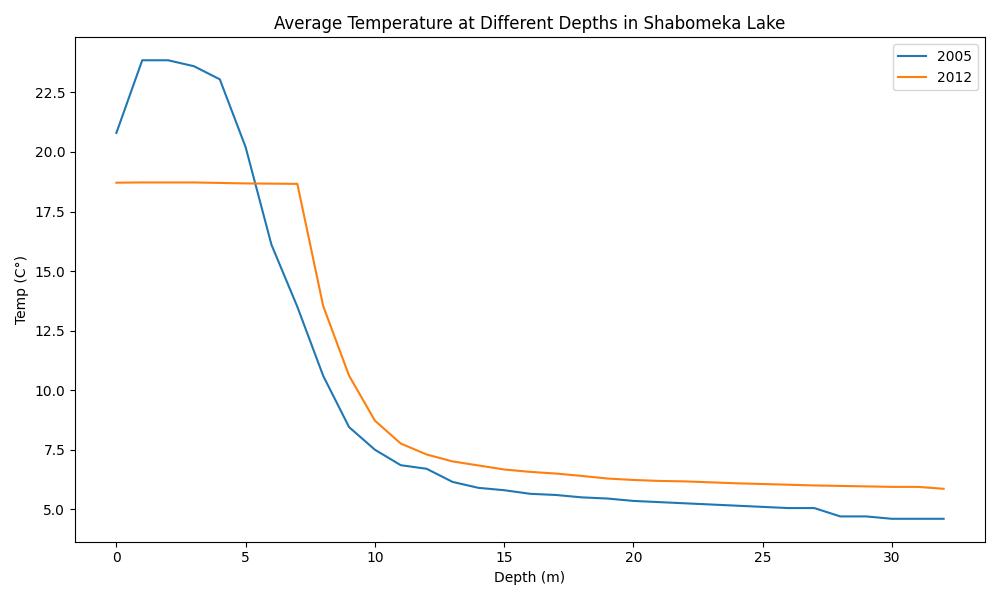 Average Temperature at Different Depths in Shabomeka Lake
2005
2012
22.5
20.0
17.5
15.0
12.5
10.0
7.5
5.0
Temp (C°)
0 5 10 15 20 25 30
Depth (m)